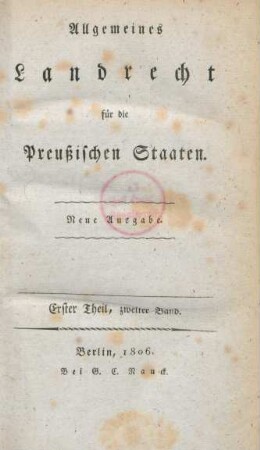 Allgemeines
Landrecht
für die
Preußischen Staaten.
Neue Ausgabe.
Erster Theil, zweiter Band.
Berlin, 1806.
Bei G. C. Nauck.